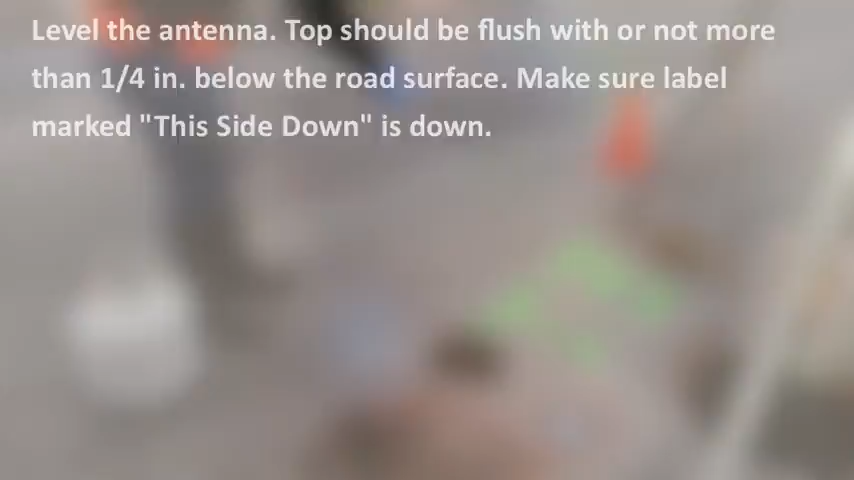 Level the antenna. Top should be flush with or not more
than 1/4 in. below the road surface. Make sure label
marked "This Side Down" is down.